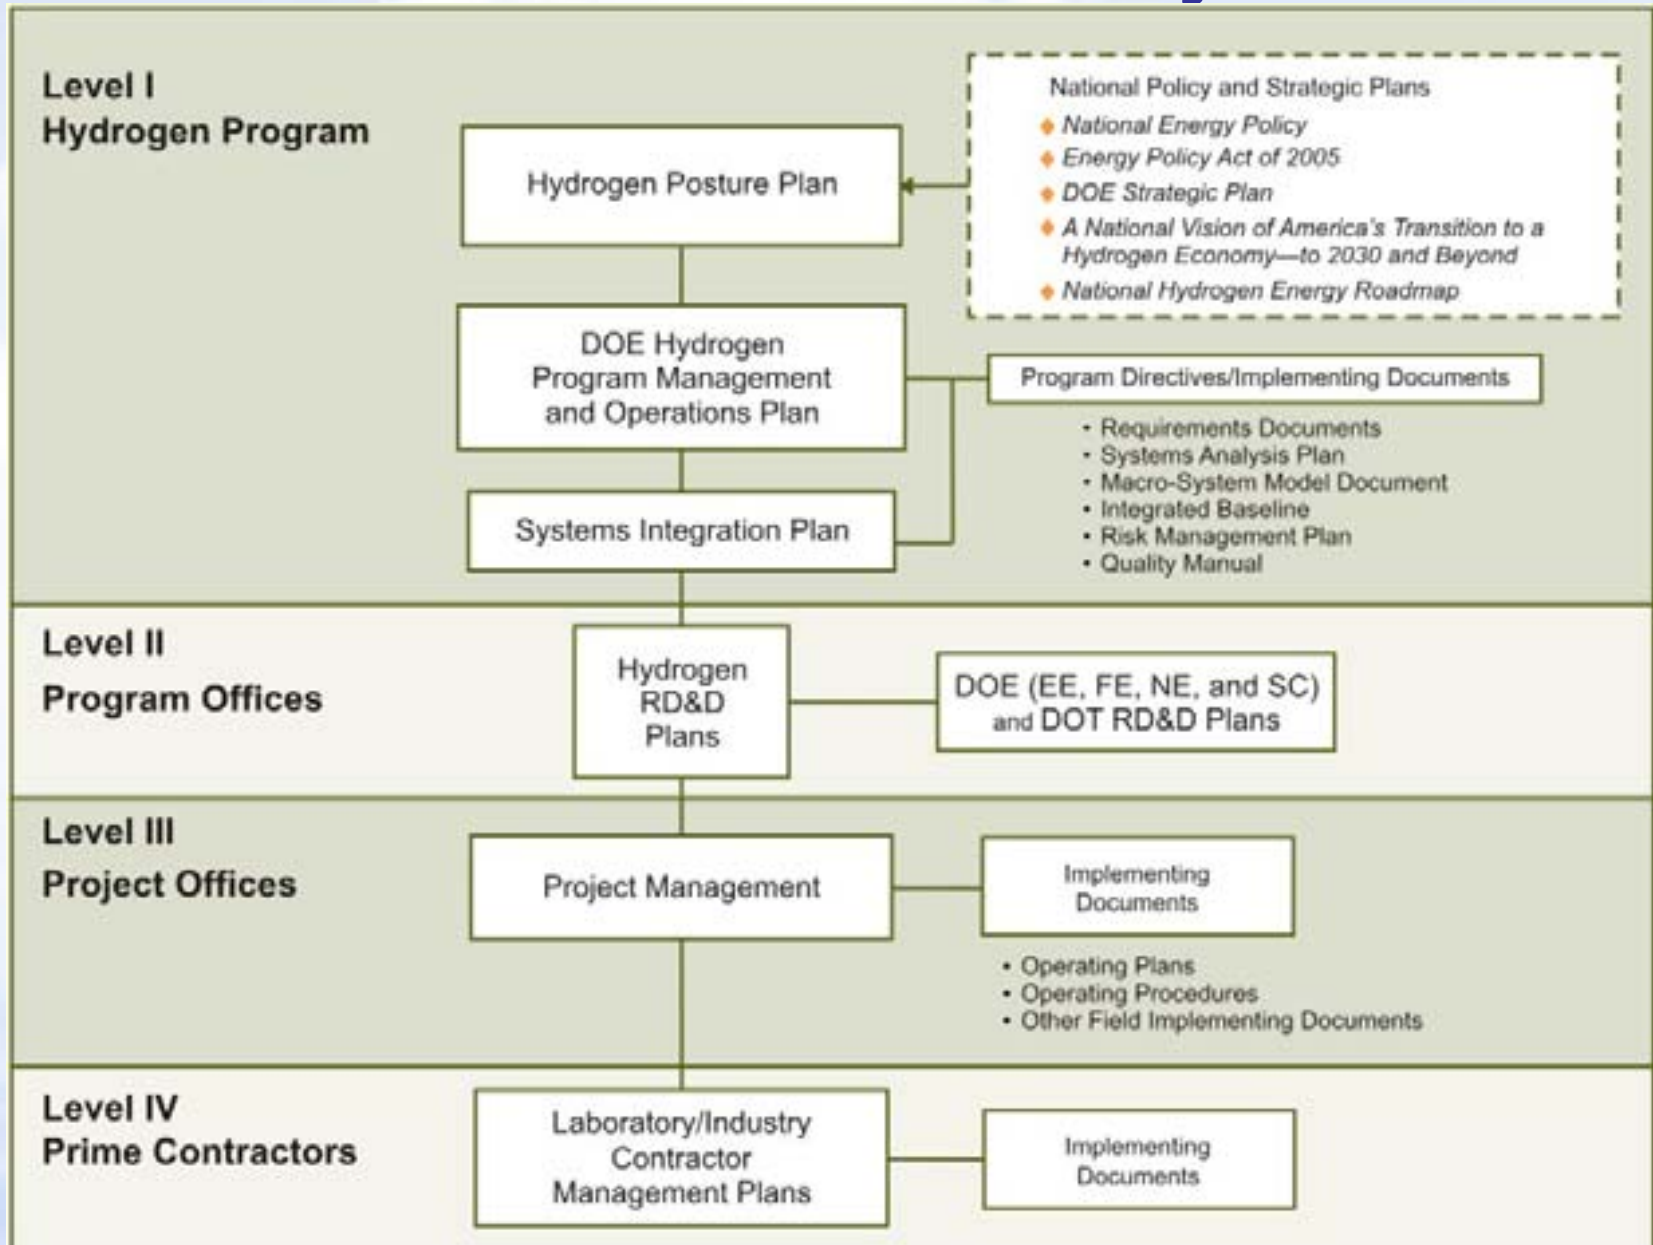 Level I
Hydrogen Program
National Policy and Strategic Plans
National Energy Policy
Energy Policy Act of 2005
DOE Strategic Plan
A National Vision of America's Transition to a
Hydrogen Economy—to 2030 and Beyond
National Hydrogen Energy Roadmap
Hydrogen Posture Plan
DOE Hydrogen
Program Management
and Operations Plan
Program Directives/Implementing Documents
• Requirements Documents
• Systems Analysis Plan
• Macro-System Model Document
• Integrated Baseline
• Risk Management Plan
• Quality Manual
Systems Integration Plan
Level II
Program Offices
Hydrogen
RD&D
Plans
DOE (EE, FE, NE, and SC)
and DOT RD&D Plans
Level III
Project Offices
Project Management
Implementing
Documents
• Operating Plans
• Operating Procedures
• Other Field Implementing Documents
Level IV
Prime Contractors
Laboratory/Industry
Contractor
Management Plans
Implementing
Documents